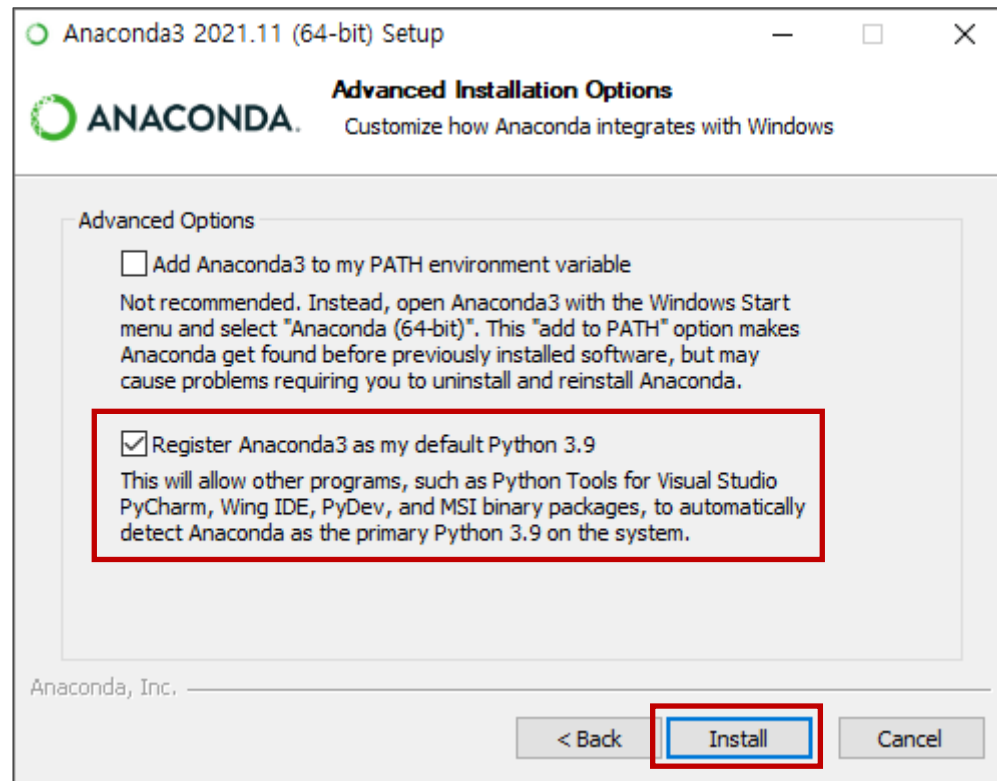 Anaconda3 2021.11 (64-bit) Setup
ANACONDA.
Advanced Installation Options
Customize how Anaconda integrates with Windows
Advanced Options
Add Anaconda3 to my PATH environment variable
Not recommended. Instead, open Anaconda3 with the Windows Start
menu and select "Anaconda (64-bit)". This "add to PATH" option makes
Anaconda get found before previously installed software, but may
cause problems requiring you to uninstall and reinstall Anaconda.
Register Anaconda3 as my default Python 3.9
This will allow other programs, such as Python Tools for Visual Studio
PyCharm, Wing IDE, PyDev, and MSI binary packages, to automatically
detect Anaconda as the primary Python 3.9 on the system.
Anaconda, Inc.
< Back
Install
Cancel